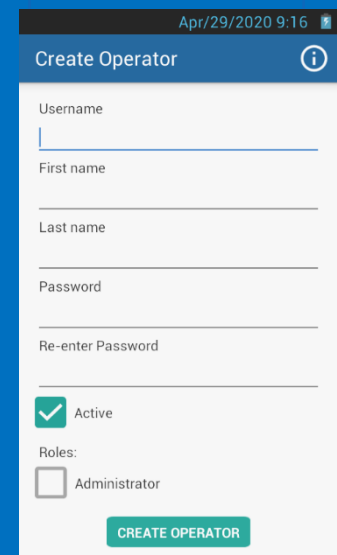 Apr/29/2020 9:16
Create Operator
Username
First name
Last name
Password
Re-enter Password
Active
Roles:
Administrator
CREATE OPERATOR